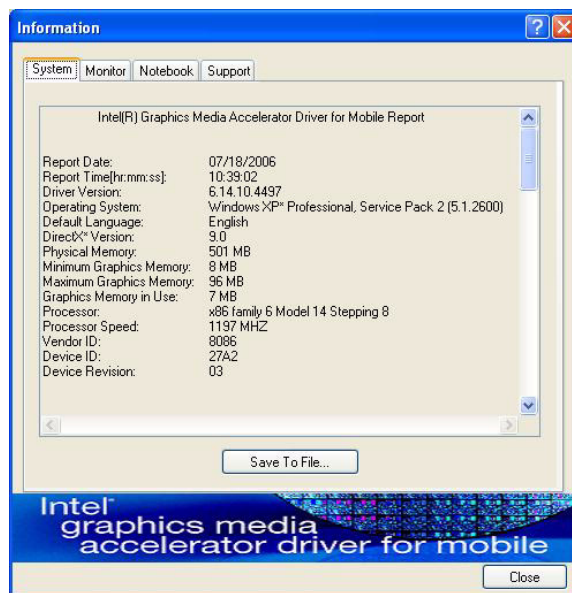 Information
System Monitor Notebook Support
Intel(R) Graphics Media Accelerator Driver for Mobile Report
Report Date: 07/18/2006
Report Time[hr:mm:ss]: 10:39:02
Driver Version: 6.14.10.4497
Operating System: Windows XP* Professional, Service Pack 2 (5.1.2600)
Default Language: English
DirectX* Version: 9.0
Physical Memory: 501 MB
Minimum Graphics Memory: 8 MB
Maximum Graphics Memory: 96 MB
Graphics Memory in Use: 7 MB
Processor: x86 family 6 Model 14 Stepping 8
Processor Speed: 1197 MHZ
Vendor ID: 8086
Device ID: 27A2
Device Revision: 03
Save To File...
Intel
graphics media
accelerator driver for mobile
Close